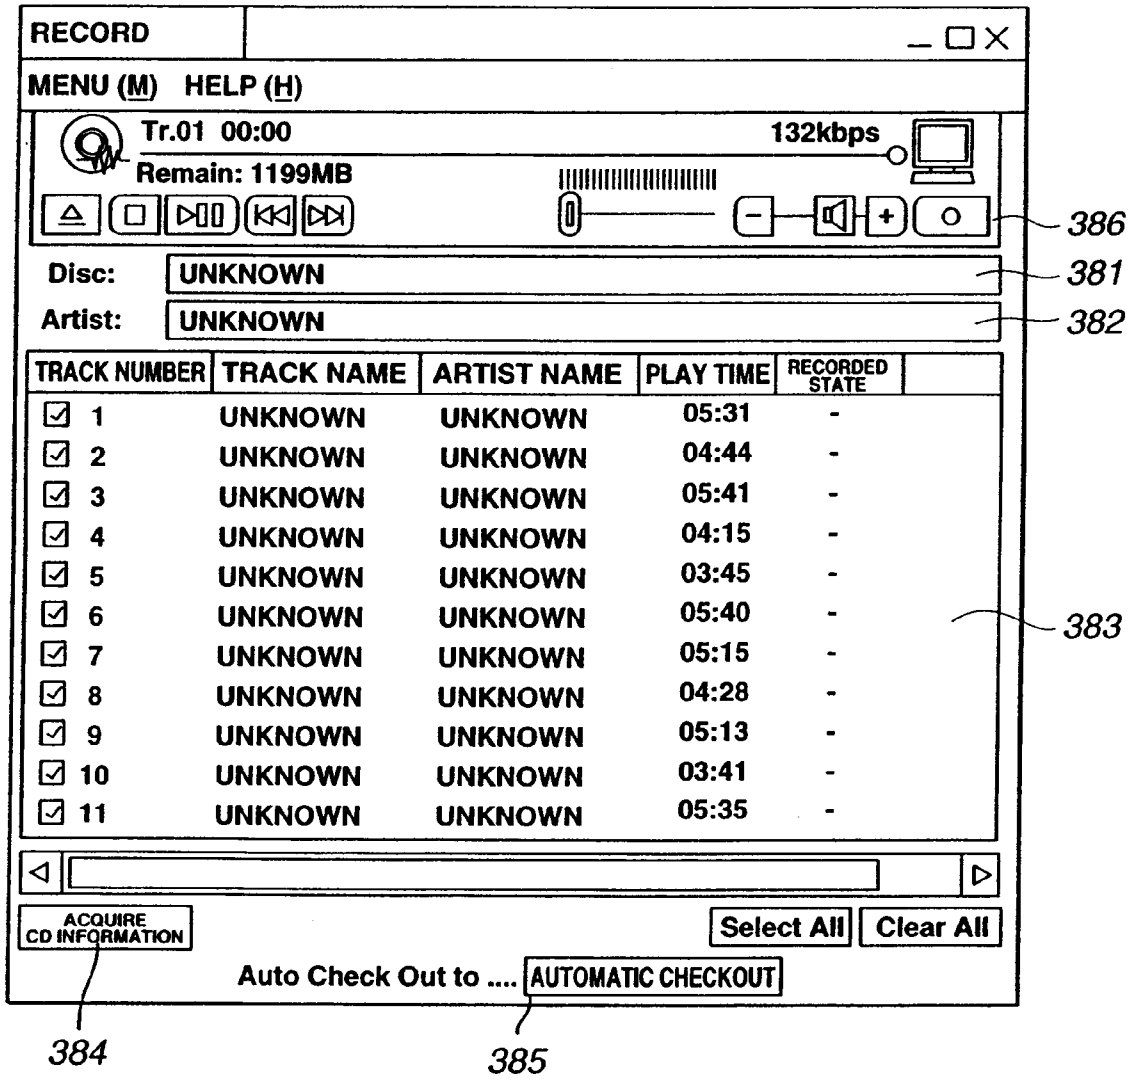 RECORD
MENU (M) HELP (H)
Tr.01 00:00 132kbps
Remain: 1199MB
- +
386
Disc: UNKNOWN 381
Artist: UNKNOWN 382
TRACK NUMBER TRACK NAME ARTIST NAME PLAY TIME RECORDED STATE
1 UNKNOWN UNKNOWN 05:31 -
2 UNKNOWN UNKNOWN 04:44 -
3 UNKNOWN UNKNOWN 05:41 -
4 UNKNOWN UNKNOWN 04:15 -
5 UNKNOWN UNKNOWN 03:45 -
6 UNKNOWN UNKNOWN 05:40 -
383
7 UNKNOWN UNKNOWN 05:15 -
8 UNKNOWN UNKNOWN 04:28 -
9 UNKNOWN UNKNOWN 05:13 -
10 UNKNOWN UNKNOWN 03:41 -
11 UNKNOWN UNKNOWN 05:35 -
ACQUIRE
CD INFORMATION
Select All Clear All
Auto Check Out to .... AUTOMATIC CHECKOUT
384 385